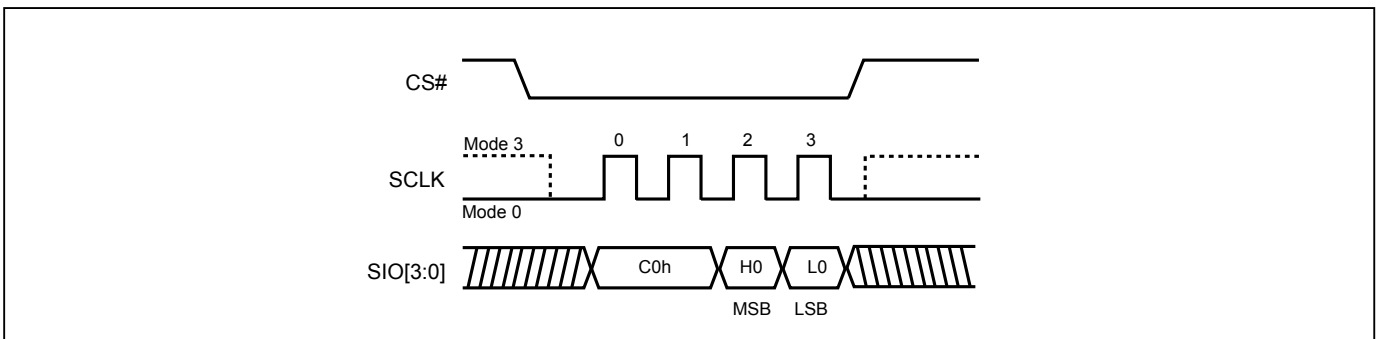 CS#
Mode 3
0 1 2 3
SCLK
Mode 0
SIO[3:0]
C0h H0 L0
MSB LSB